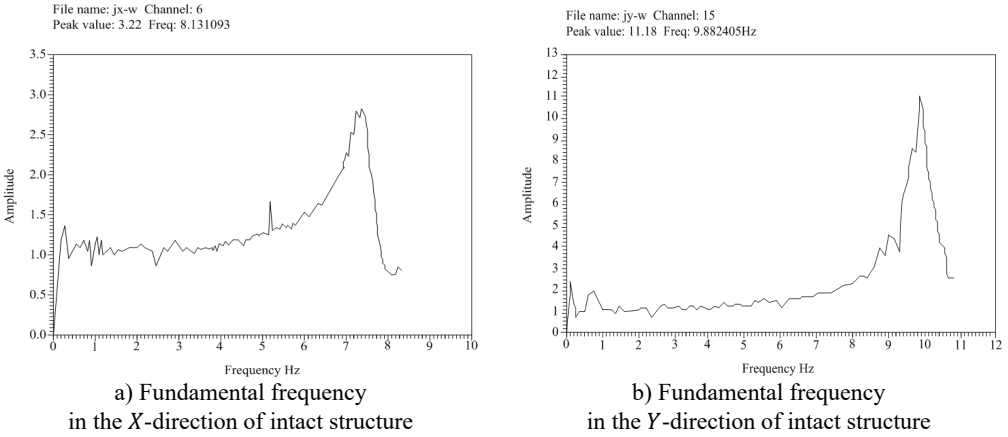 File name: jx-w Channel: 6
Peak value: 3.22 Freq: 8.131093
3.5
3.0
2.5
2.0
1.5
1.0
0.5
0.0
Amplitude
0 1 2 3 4 5 6 7 8 9 10
Frequency Hz
a) Fundamental frequency
in the X-direction of intact structure
File name: jy-w Channel: 15
Peak value: 11.18 Freq: 9.882405Hz
13
12
11
10
9
8
7
6
5
4
3
2
1
0
Amplitude
0 1 2 3 4 5 6 7 8 9 10 11 12
Frequency Hz
b) Fundamental frequency
in the Y-direction of intact structure